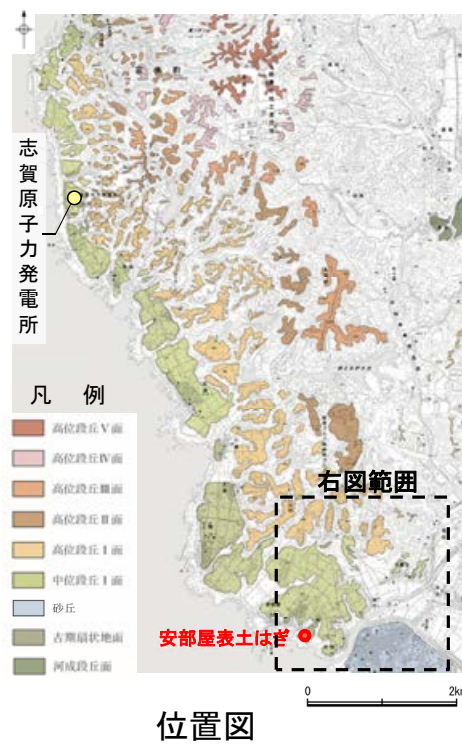 志賀原子力発電所
凡 例
高位段丘Ⅴ面
高位段丘Ⅳ面
高位段丘Ⅲ面
高位段丘Ⅱ面
高位段丘Ⅰ面
中位段丘Ⅰ面
砂丘
古期扇状地面
河成段丘面
右図範囲
安部屋表土はぎ
0 2km
位置図